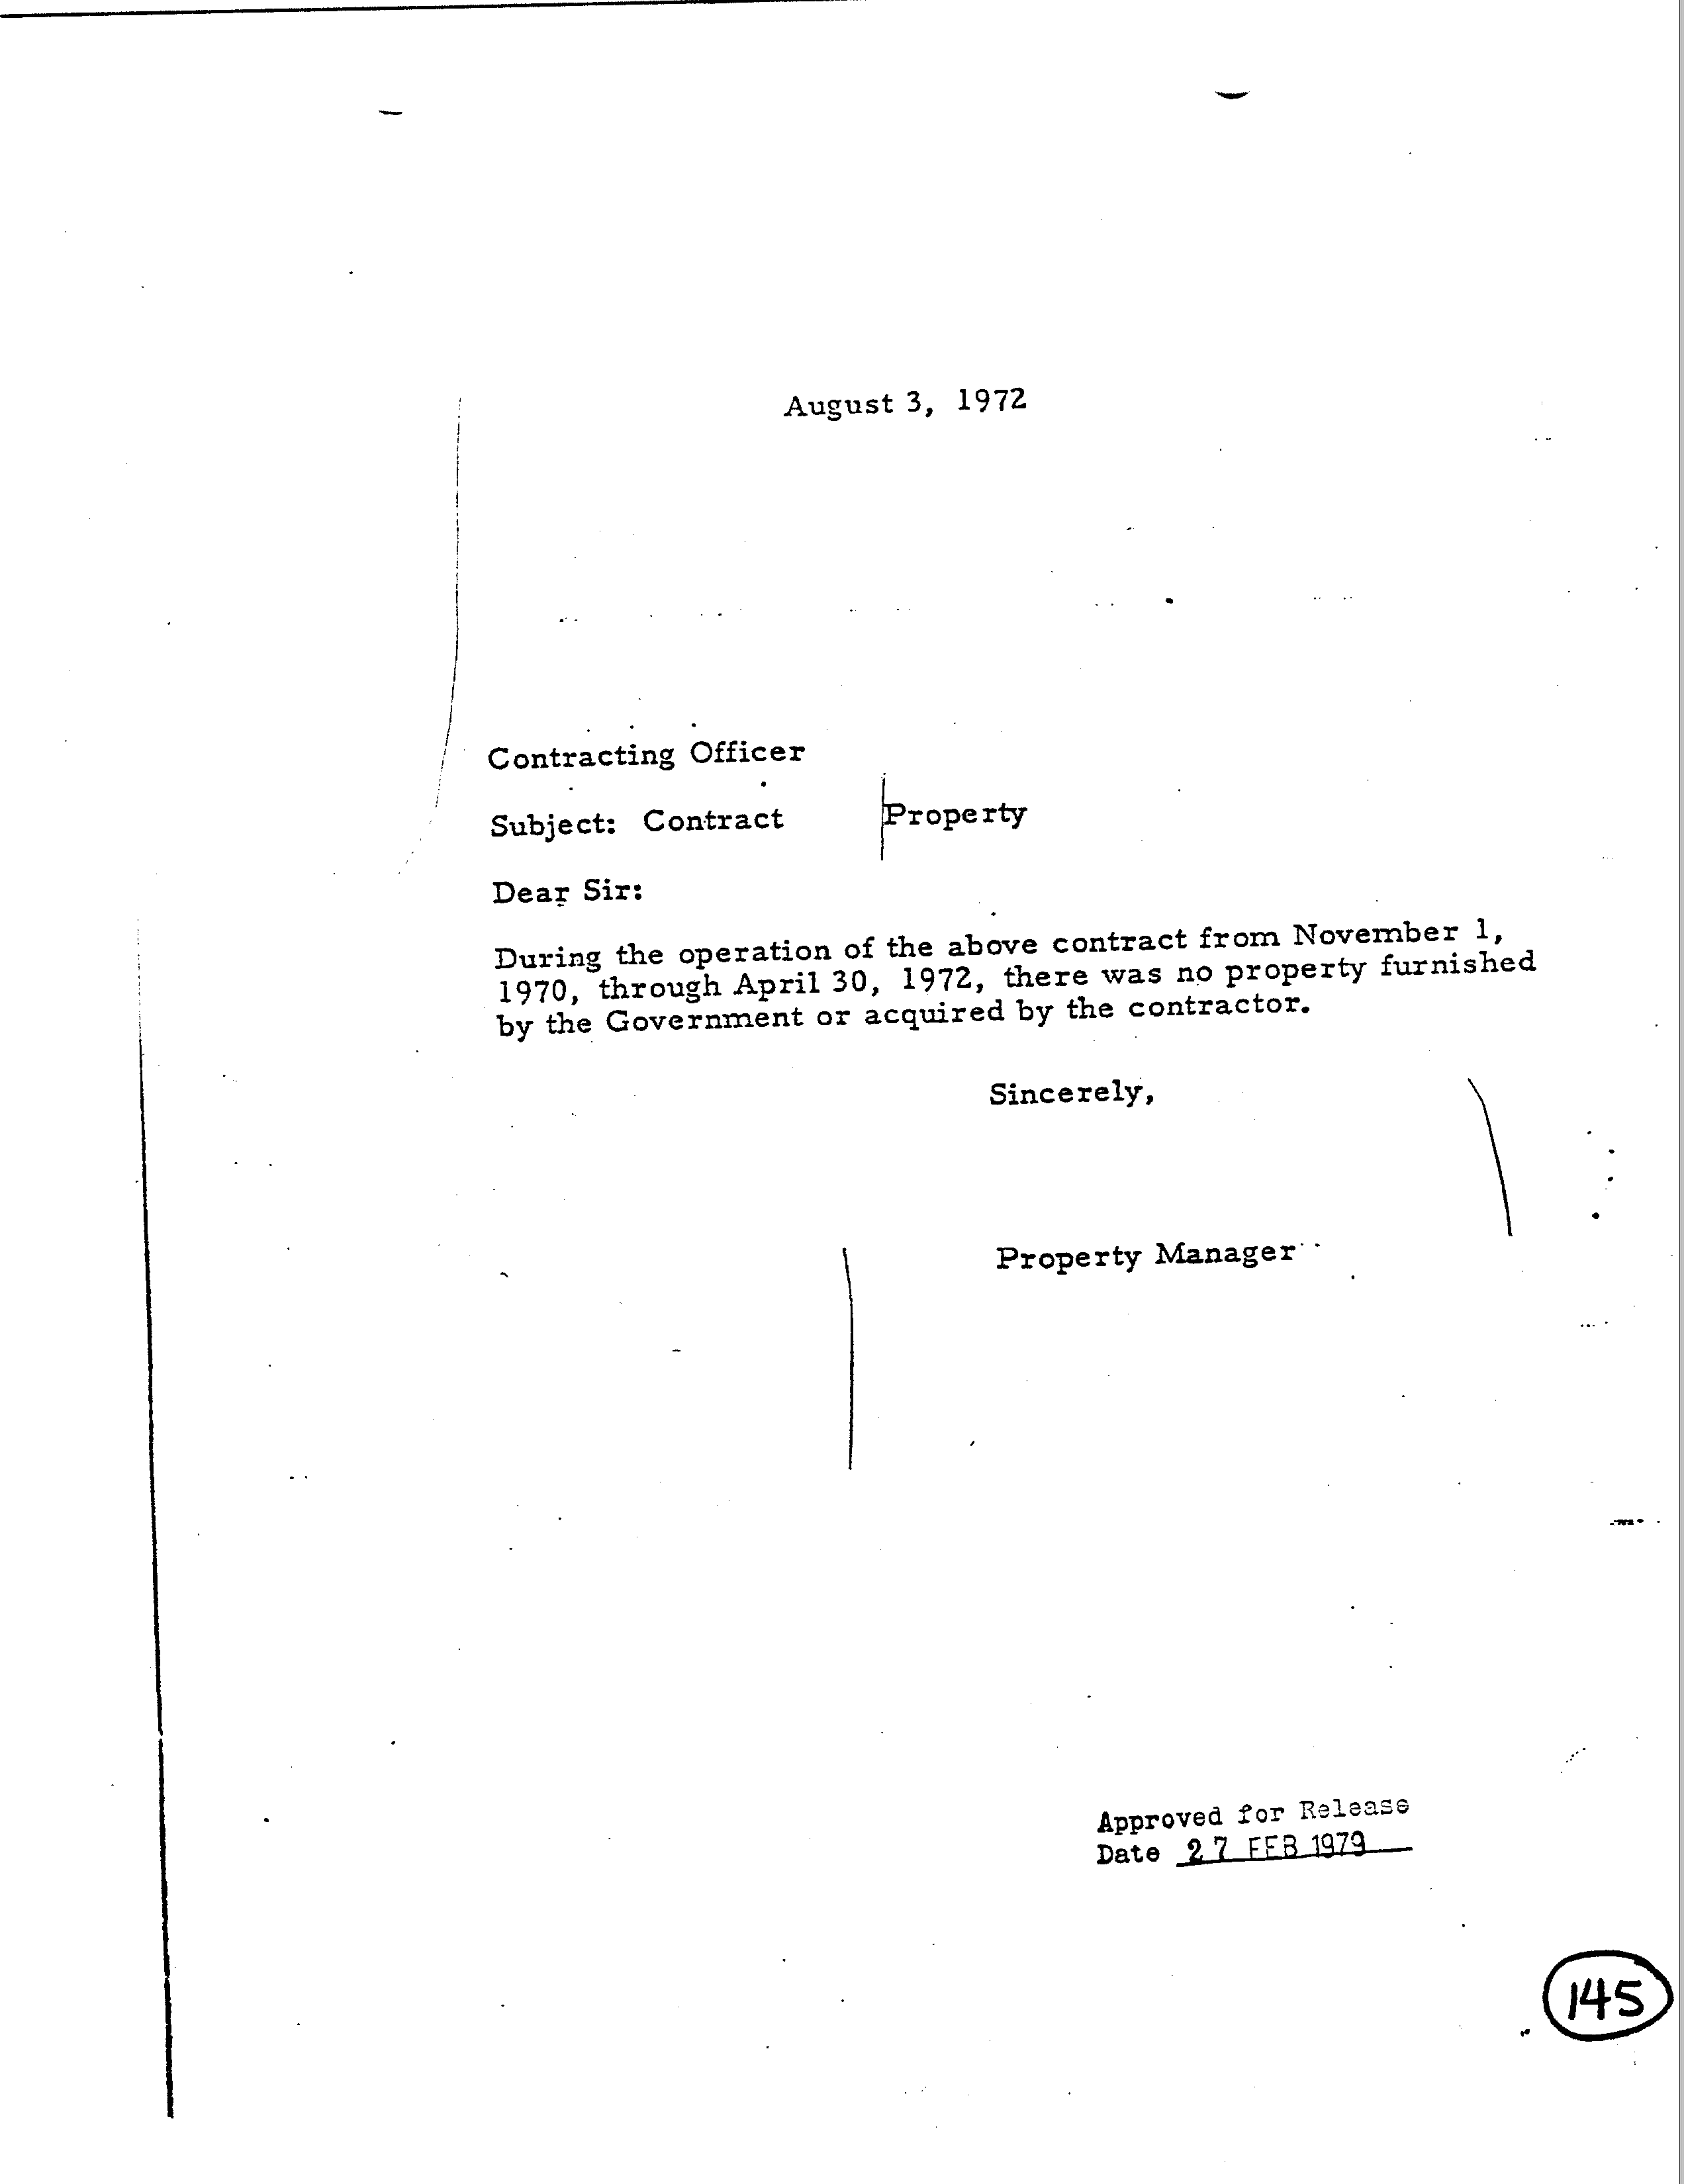 August 3, 1972
Contracting Officer
Subject: Contract Property
Dear Sir:
During the operation of the above contract from November 1,
1970, through April 30, 1972, there was no property furnished
by the Government or acquired by the contractor.
Sincerely,
Property Manager
Approved for Release
Date 27 FEB 1979
145